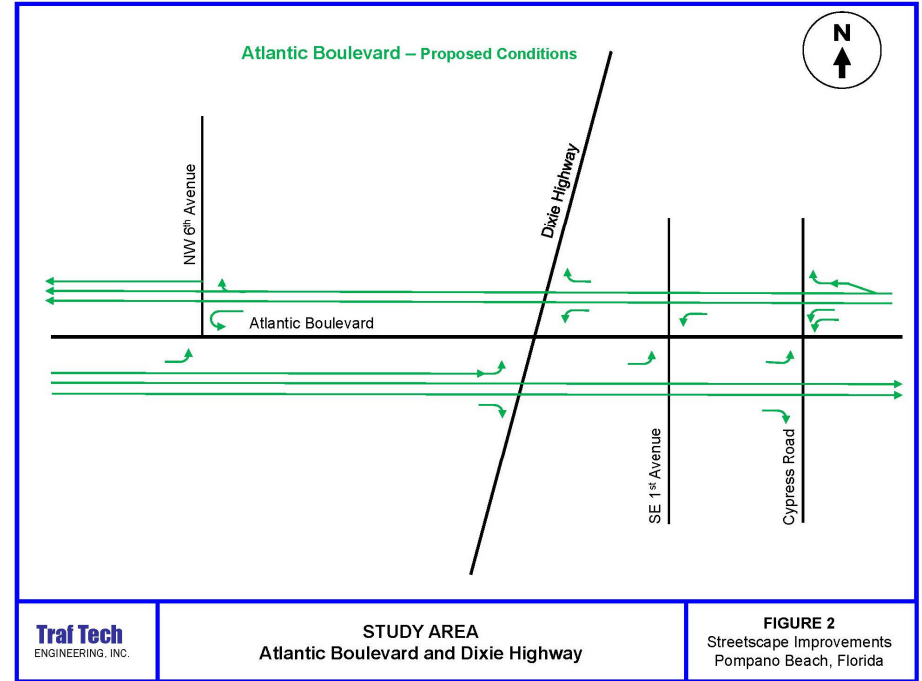 N
Atlantic Boulevard – Proposed Conditions
NW 6th Avenue
Dixie Highway
Atlantic Boulevard
SE 1st Avenue
Cypress Road
Traf Tech
ENGINEERING, INC.
STUDY AREA
Atlantic Boulevard and Dixie Highway
FIGURE 2
Streetscape Improvements
Pompano Beach, Florida